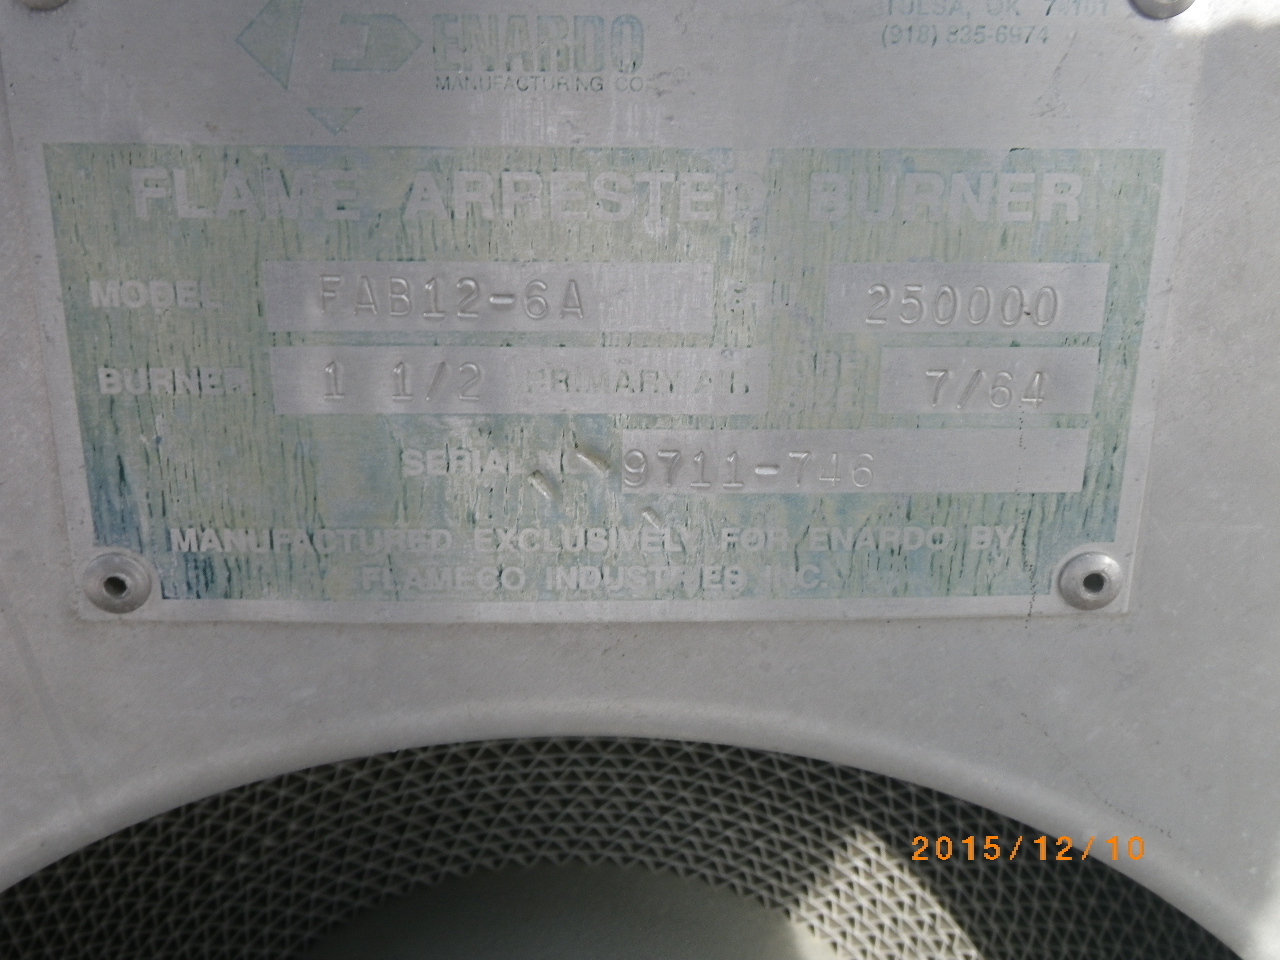 TULSA, OK 74101
ENARDO (918) 835-6974
MANUFACTURING CO
FLAME ARRESTED BURNER
MODEL FAB12-6A 250000
BURNER 1 1/2 PRIMARY AIR 7/64
SERIAL 9711-746
MANUFACTURED EXCLUSIVELY FOR ENARDO BY
FLAMECO INDUSTRIES INC.
2015/12/10